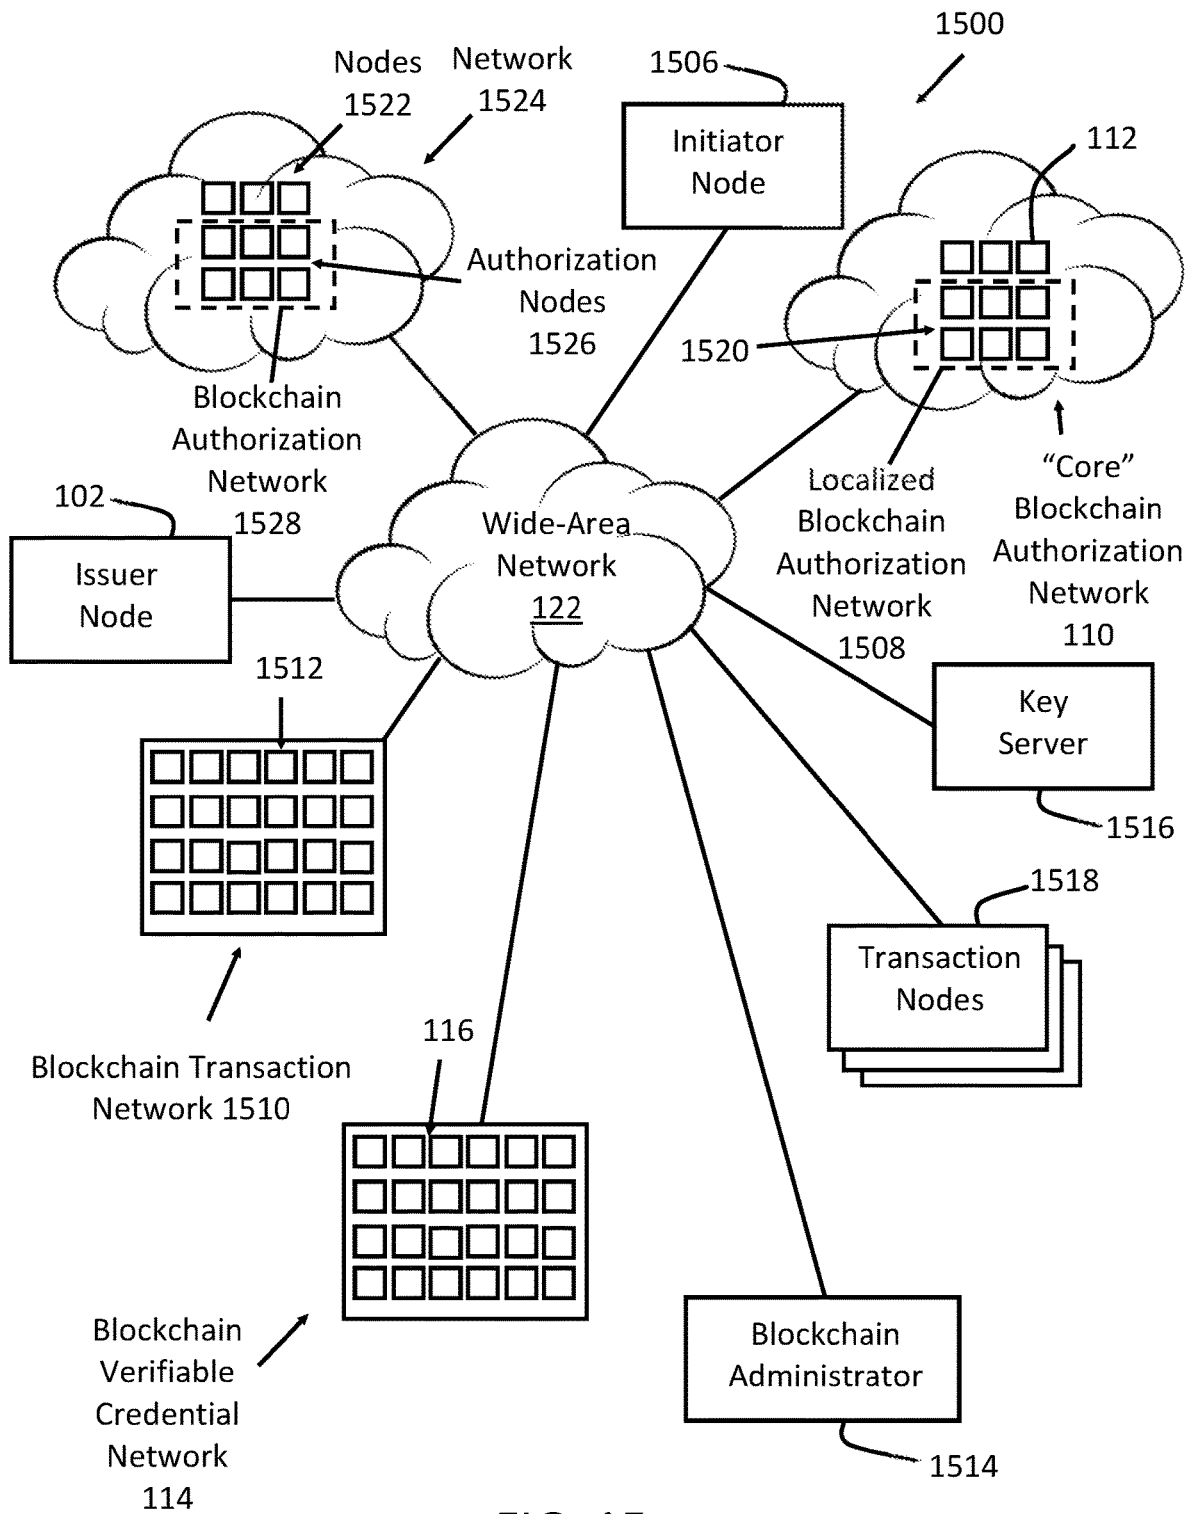 1500
Nodes
1522
Network
1524
1506
Initiator
Node
112
Authorization
Nodes
1526
1520
Blockchain
Authorization
Network
1528
Localized
Blockchain
Authorization
Network
1508
“Core”
Blockchain
Authorization
Network
110
102
Issuer
Node
Wide-Area
Network
122
1512
Key
Server
1516
1518
Transaction
Nodes
Blockchain Transaction
Network 1510
116
Blockchain
Verifiable
Credential
Network
114
Blockchain
Administrator
1514